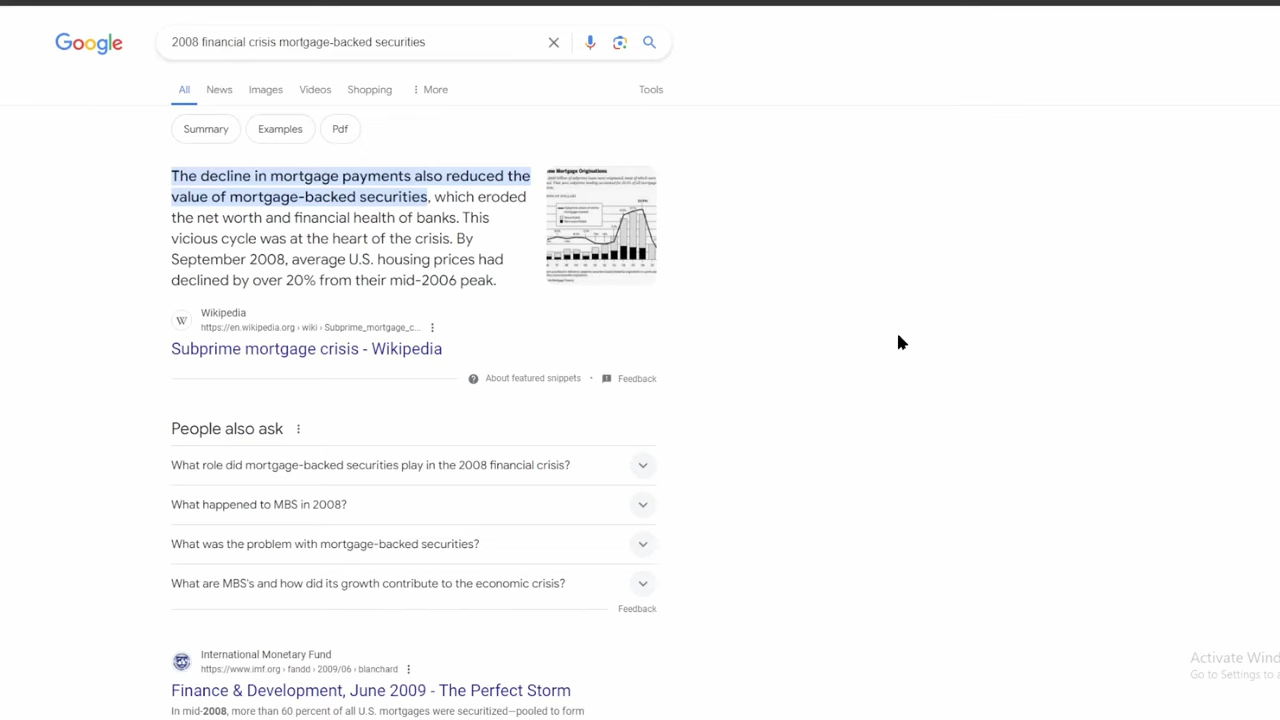 Google
2008 financial crisis mortgage-backed securities
All News Images Videos Shopping More Tools
Summary Examples Pdf
The decline in mortgage payments also reduced the
value of mortgage-backed securities, which eroded
the net worth and financial health of banks. This
vicious cycle was at the heart of the crisis. By
September 2008, average U.S. housing prices had
declined by over 20% from their mid-2006 peak.
W
Wikipedia
https://en.wikipedia.org › wiki › Subprime_mortgage_c...
Subprime mortgage crisis - Wikipedia
About featured snippets • Feedback
People also ask
What role did mortgage-backed securities play in the 2008 financial crisis?
What happened to MBS in 2008?
What was the problem with mortgage-backed securities?
What are MBS's and how did its growth contribute to the economic crisis?
Feedback
International Monetary Fund
https://www.imf.org › fandd › 2009/06 › blanchard
Finance & Development, June 2009 - The Perfect Storm
In mid-2008, more than 60 percent of all U.S. mortgages were securitized—pooled to form
Activate Wind
Go to Settings to a